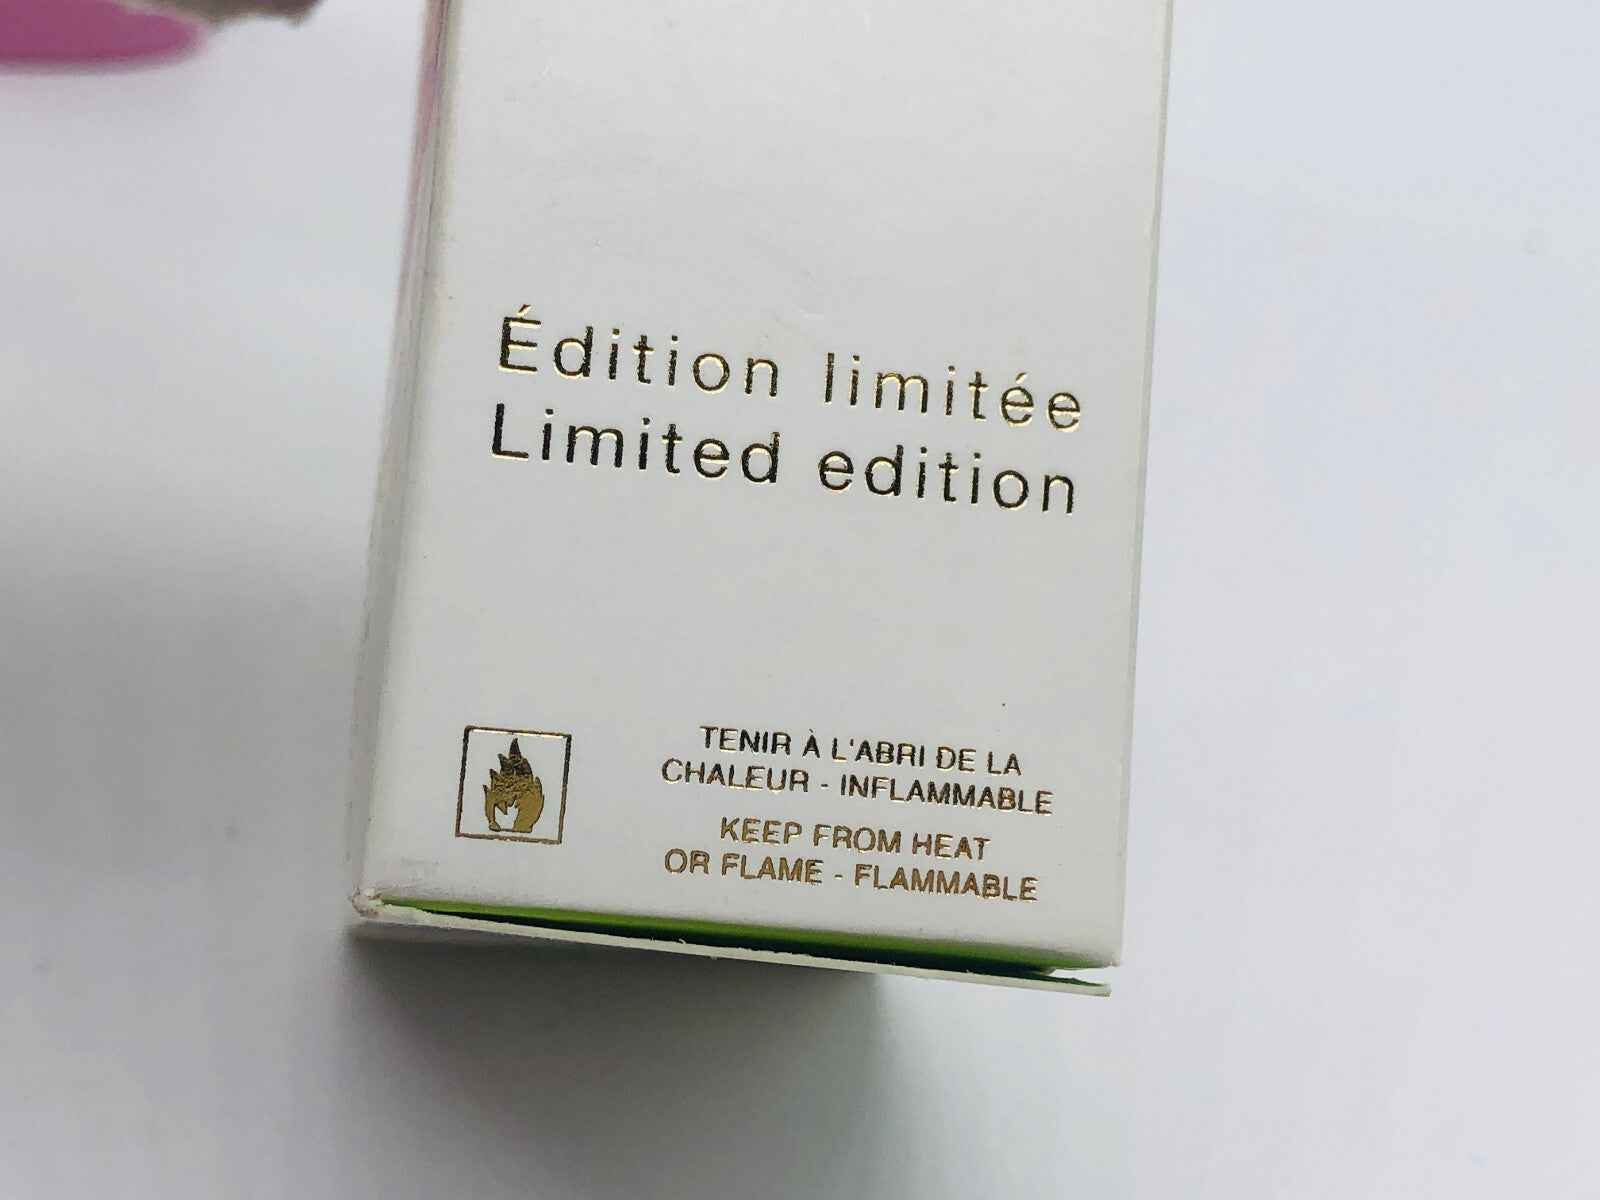 Édition limitée
Limited edition
TENIR À L'ABRI DE LA
CHALEUR - INFLAMMABLE
KEEP FROM HEAT
OR FLAME - FLAMMABLE